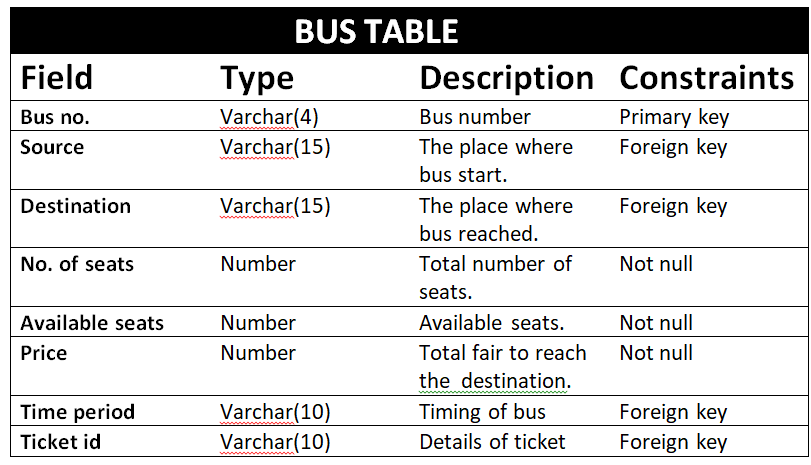 BUS TABLE
Field Type Description Constraints
Bus no. Varchar(4) Bus number Primary key
Source Varchar(15) The place where Foreign key
bus start.
Destination Varchar(15) The place where Foreign key
bus reached.
No. of seats Number Total number of Not null
seats.
Available seats Number Available seats. Not null
Price Number Total fair to reach Not null
the destination.
Time period Varchar(10) Timing of bus Foreign key
Ticket id Varchar(10) Details of ticket Foreign key